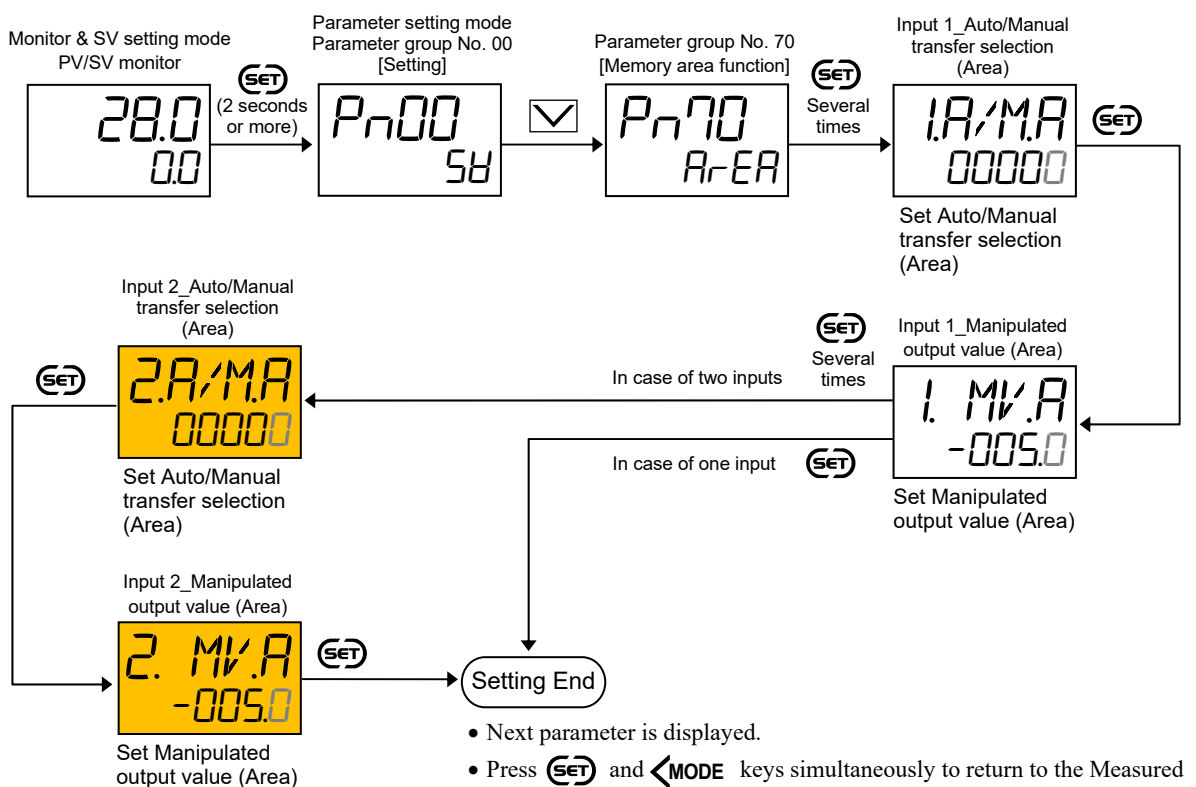 Monitor & SV setting mode
PV/SV monitor
28.0
0.0
SET
(2 seconds
or more)
Parameter setting mode
Parameter group No. 00
[Setting]
Pn00
SV
Parameter group No. 70
[Memory area function]
Pn70
ArEA
SET
Several
times
Input 1_Auto/Manual
transfer selection
(Area)
1.A/M.A
00000
Set Auto/Manual
transfer selection
(Area)
SET
Input 1_Manipulated
output value (Area)
1. MV.A
-005.0
Set Manipulated
output value (Area)
SET
Several
times
In case of two inputs
In case of one input
SET
Input 2_Auto/Manual
transfer selection
(Area)
2.A/M.A
00000
Set Auto/Manual
transfer selection
(Area)
SET
Input 2_Manipulated
output value (Area)
2. MV.A
-005.0
Set Manipulated
output value (Area)
SET
Setting End
• Next parameter is displayed.
• Press SET and <MODE keys simultaneously to return to the Measured